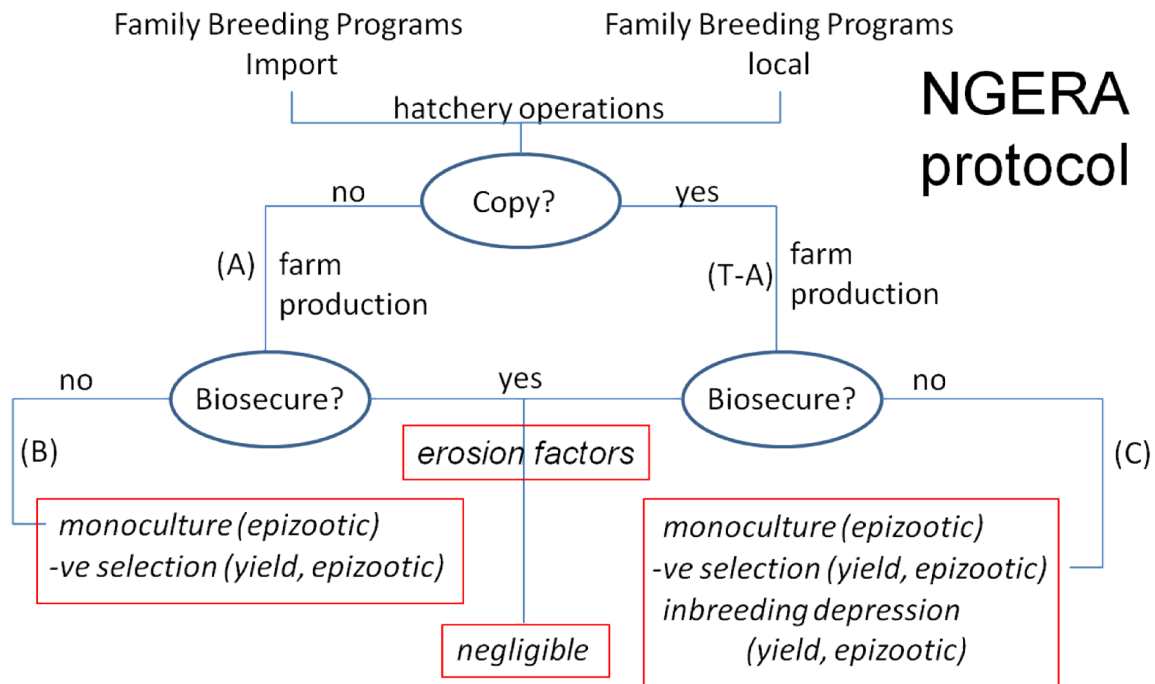 Family Breeding Programs
Import
Family Breeding Programs
local
NGERA
protocol
hatchery operations
no
Copy?
yes
(A)
farm
production
(T-A)
farm
production
no
Biosecure?
yes
Biosecure?
no
(B)
erosion factors
(C)
monoculture (epizootic)
-ve selection (yield, epizootic)
monoculture (epizootic)
-ve selection (yield, epizootic)
inbreeding depression
(yield, epizootic)
negligible